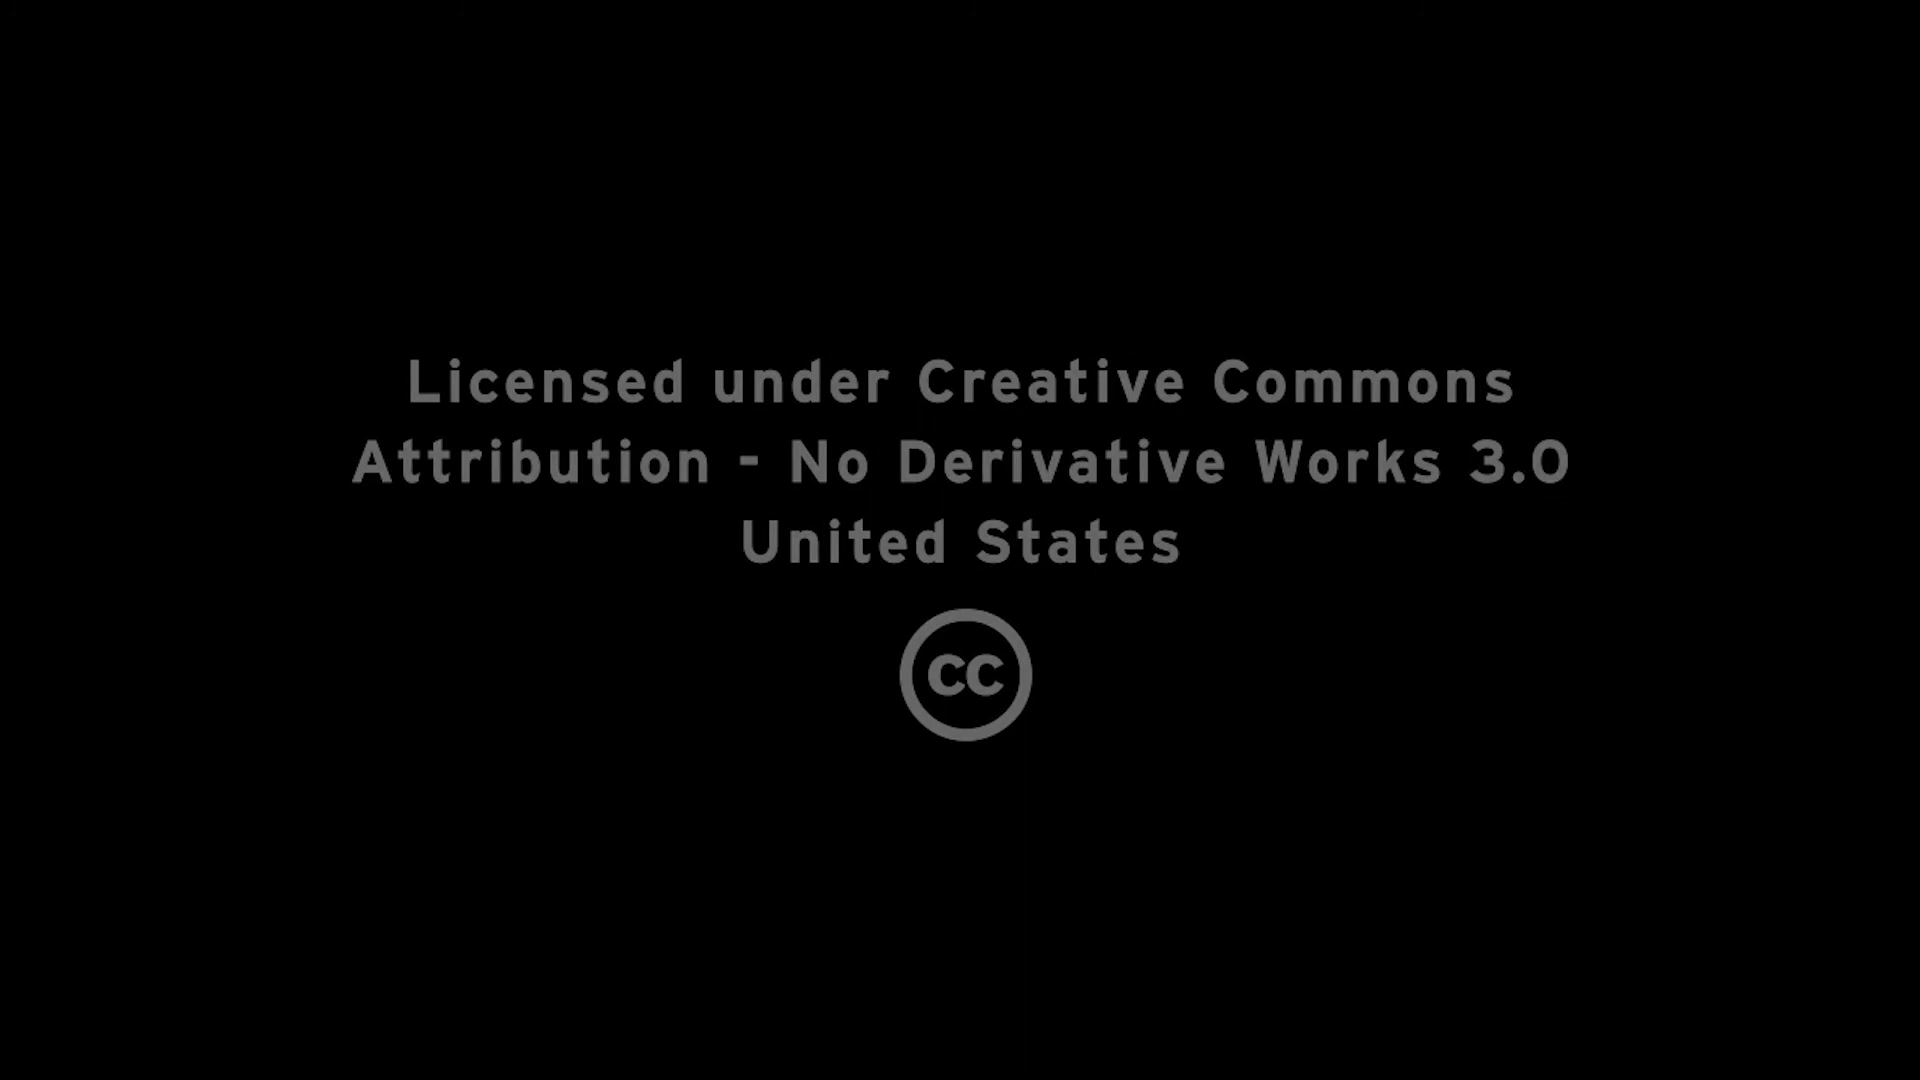 Licensed under Creative Commons
Attribution - No Derivative Works 3.0
United States
cc